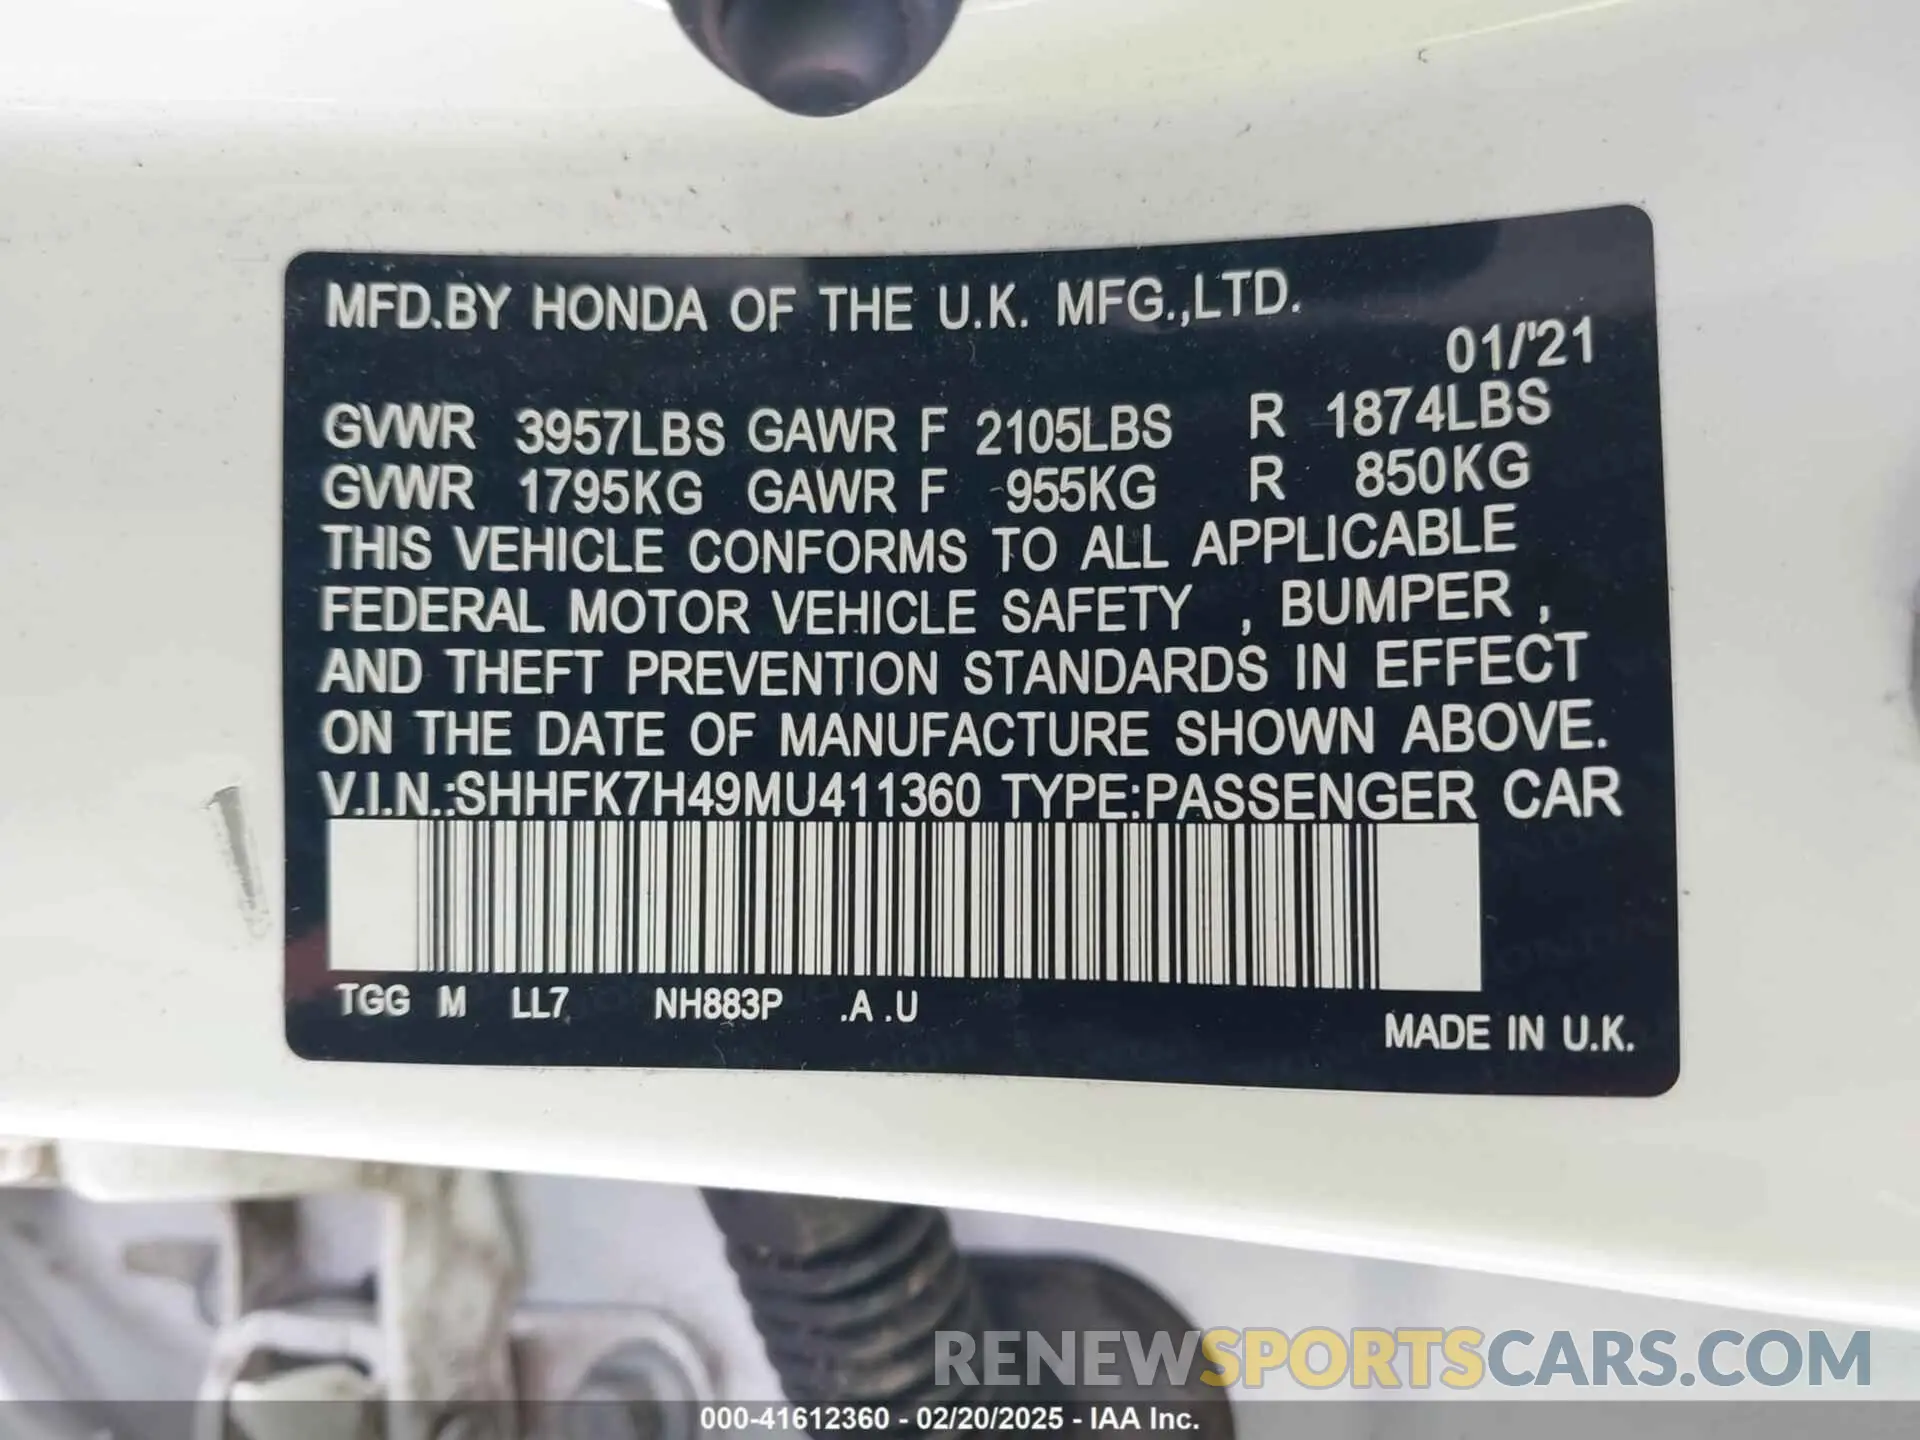 MFD.BY HONDA OF THE U.K. MFG.,LTD.
01/'21
GVWR 3957LBS GAWR F 2105LBS R 1874LBS
GVWR 1795KG GAWR F 955KG R 850KG
THIS VEHICLE CONFORMS TO ALL APPLICABLE
FEDERAL MOTOR VEHICLE SAFETY , BUMPER ,
AND THEFT PREVENTION STANDARDS IN EFFECT
ON THE DATE OF MANUFACTURE SHOWN ABOVE.
V.I.N.:SHHFK7H49MU411360 TYPE:PASSENGER CAR
TGG M LL7 NH883P .A .U
MADE IN U.K.
RENEWSPORTSCARS.COM
000-41612360 - 02/20/2025 - IAA Inc.